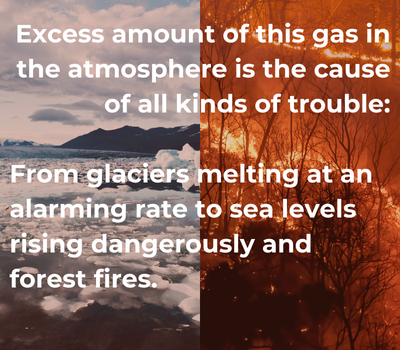 Excess amount of this gas in
the atmosphere is the cause
of all kinds of trouble:
From glaciers melting at an
alarming rate to sea levels
rising dangerously and
forest fires.